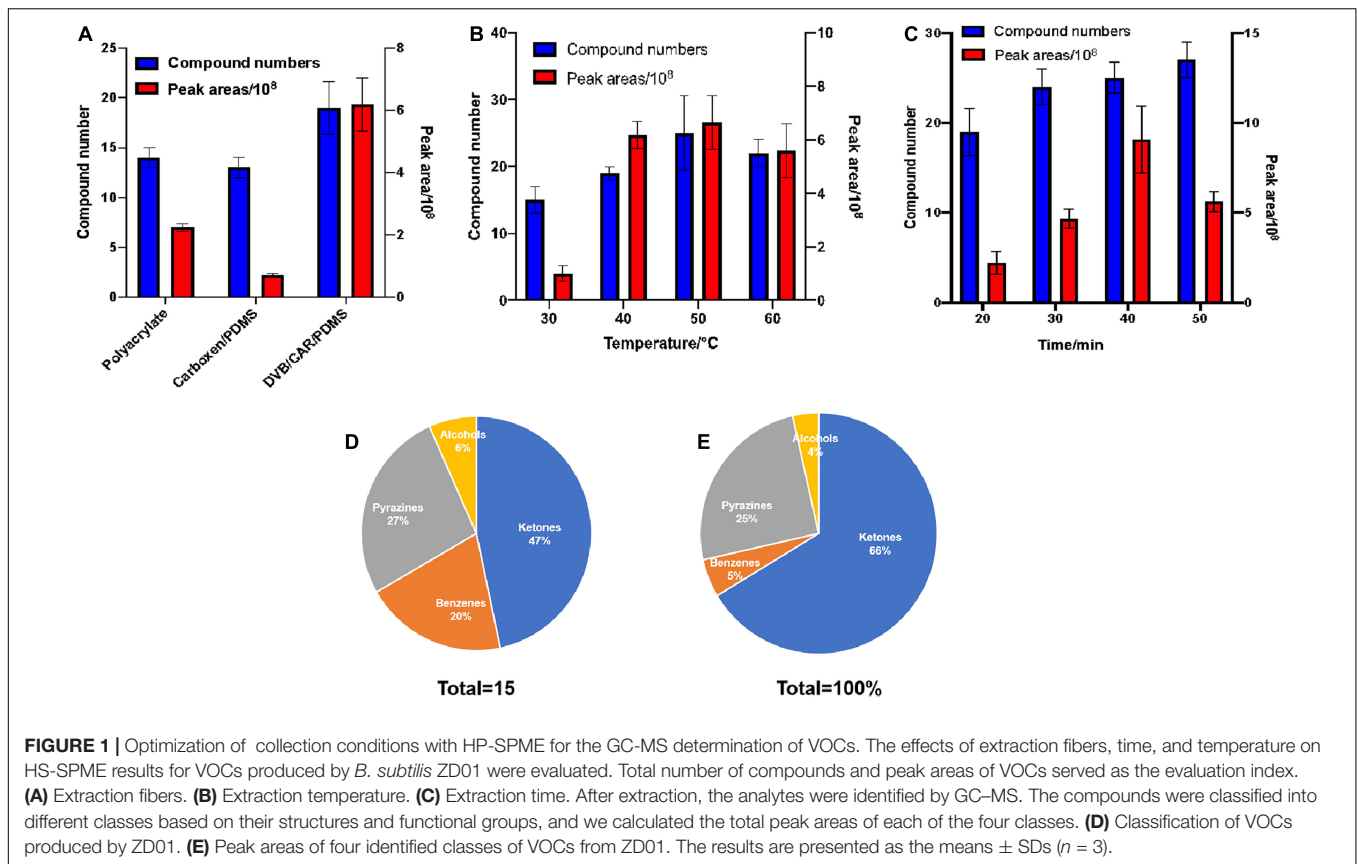 A
Compound numbers
Peak areas/10⁸
25
20
15
10
5
0
Compound number
8
6
4
2
0
Peak area/10⁸
Polyacrylate
Carboxen/PDMS
DVB/CAR/PDMS
B
Compound numbers
Peak areas/10⁸
40
30
20
10
0
Compound number
10
8
6
4
2
0
Peak area/10⁸
30 40 50 60
Temperature/°C
C
Compound numbers
Peak areas/10⁸
30
20
10
0
Compound number
15
10
5
0
Peak area/10⁸
20 30 40 50
Time/min
D
Alcohols
6%
Pyrazines
27%
Ketones
47%
Benzenes
20%
Total=15
E
Alcohols
4%
Pyrazines
25%
Ketones
66%
Benzenes
5%
Total=100%
FIGURE 1 | Optimization of collection conditions with HP-SPME for the GC-MS determination of VOCs. The effects of extraction fibers, time, and temperature on
HS-SPME results for VOCs produced by B. subtilis ZD01 were evaluated. Total number of compounds and peak areas of VOCs served as the evaluation index.
(A) Extraction fibers. (B) Extraction temperature. (C) Extraction time. After extraction, the analytes were identified by GC–MS. The compounds were classified into
different classes based on their structures and functional groups, and we calculated the total peak areas of each of the four classes. (D) Classification of VOCs
produced by ZD01. (E) Peak areas of four identified classes of VOCs from ZD01. The results are presented as the means ± SDs (n = 3).